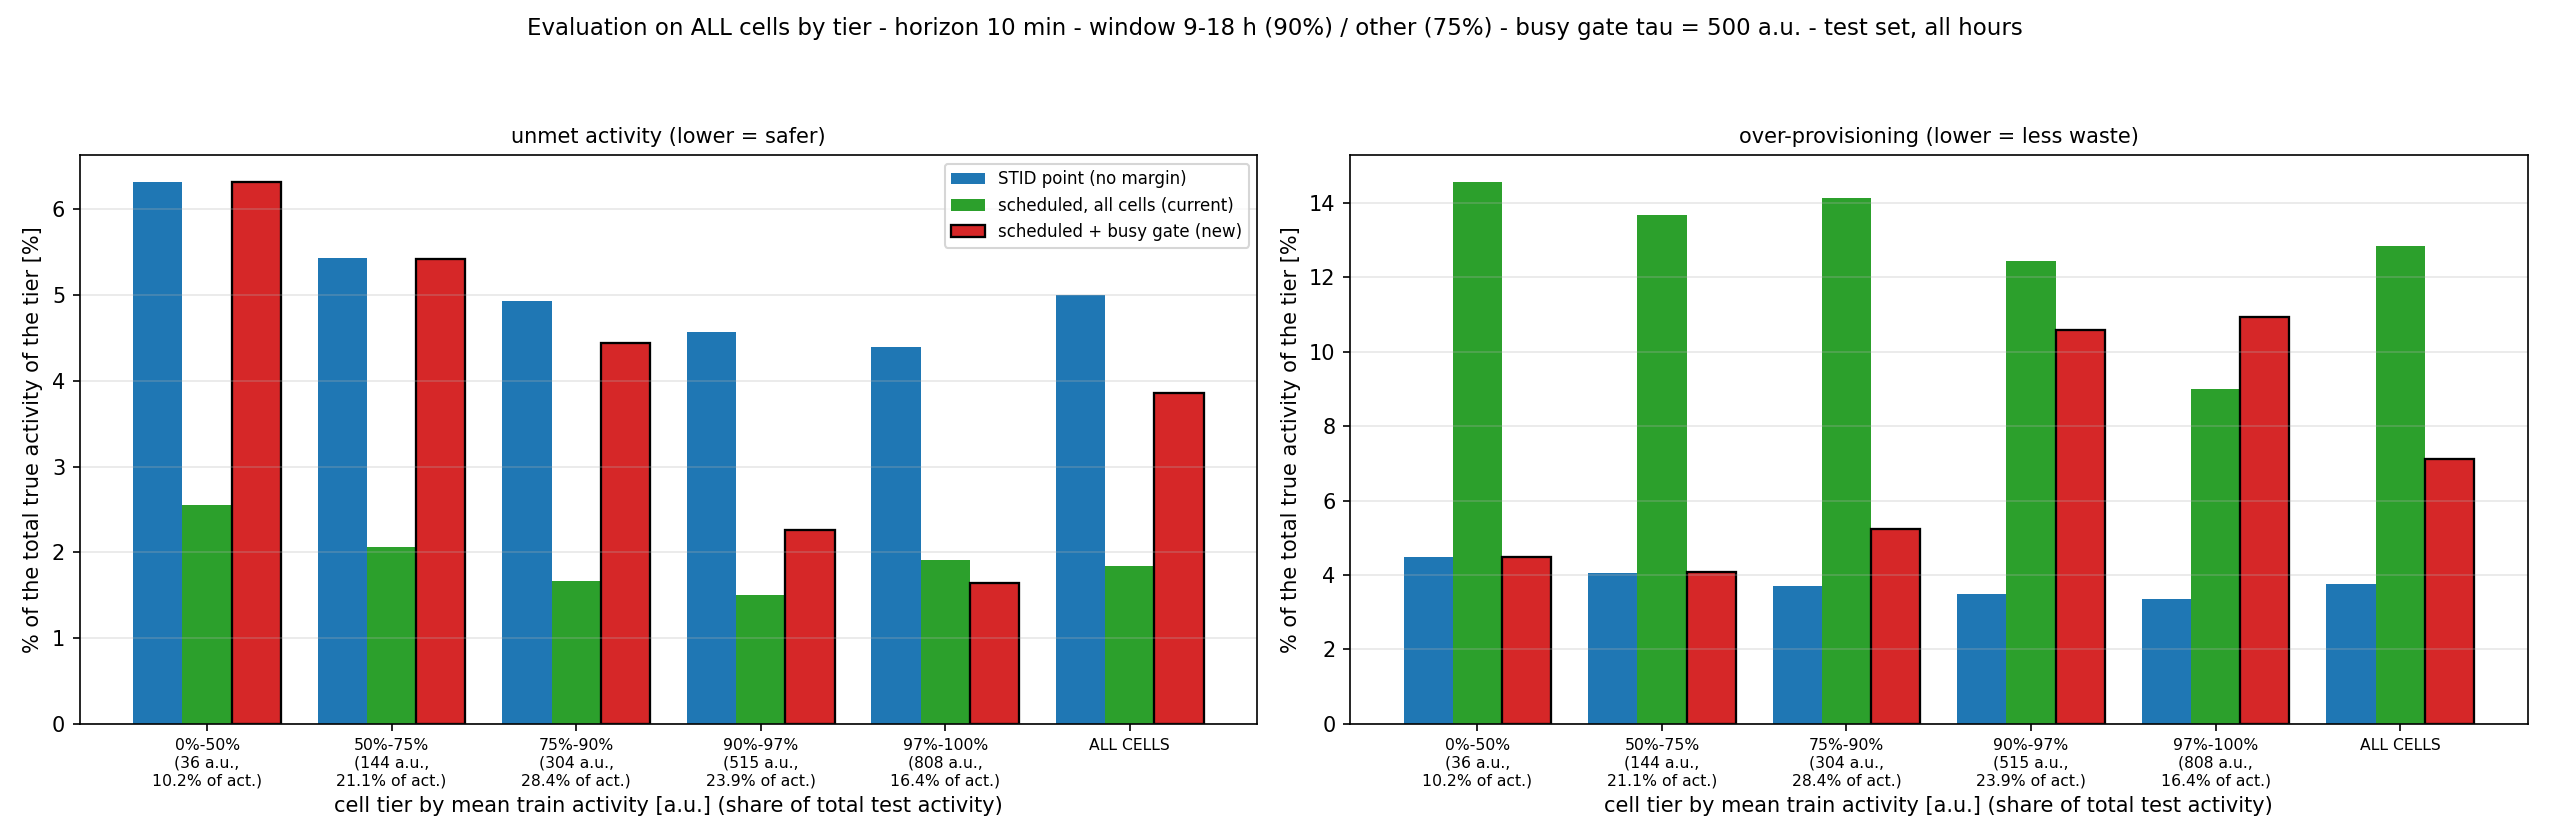 Evaluation on ALL cells by tier - horizon 10 min - window 9-18 h (90%) / other (75%) - busy gate tau = 500 a.u. - test set, all hours
unmet activity (lower = safer)
% of the total true activity of the tier [%]
6
5
4
3
2
1
0
STID point (no margin)
scheduled, all cells (current)
scheduled + busy gate (new)
0%-50%
(36 a.u.,
10.2% of act.)
50%-75%
(144 a.u.,
21.1% of act.)
75%-90%
(304 a.u.,
28.4% of act.)
90%-97%
(515 a.u.,
23.9% of act.)
97%-100%
(808 a.u.,
16.4% of act.)
ALL CELLS
cell tier by mean train activity [a.u.] (share of total test activity)
over-provisioning (lower = less waste)
% of the total true activity of the tier [%]
14
12
10
8
6
4
2
0
0%-50%
(36 a.u.,
10.2% of act.)
50%-75%
(144 a.u.,
21.1% of act.)
75%-90%
(304 a.u.,
28.4% of act.)
90%-97%
(515 a.u.,
23.9% of act.)
97%-100%
(808 a.u.,
16.4% of act.)
ALL CELLS
cell tier by mean train activity [a.u.] (share of total test activity)